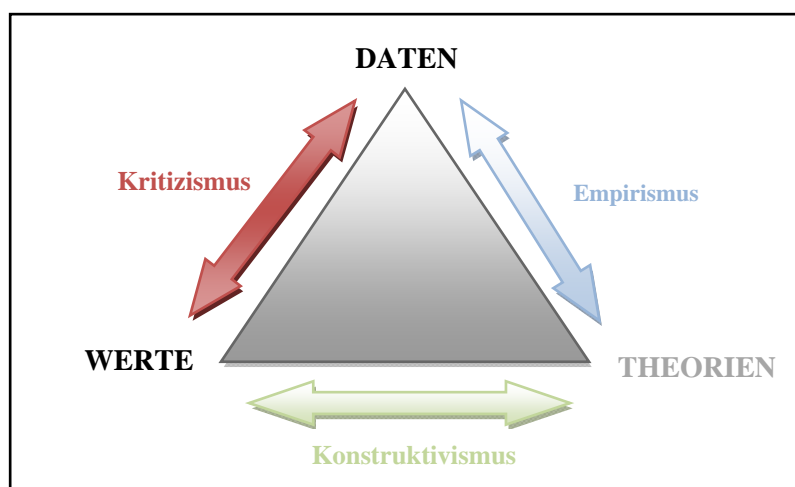 DATEN
Kritizismus
Empirismus
WERTE
THEORIEN
Konstruktivismus